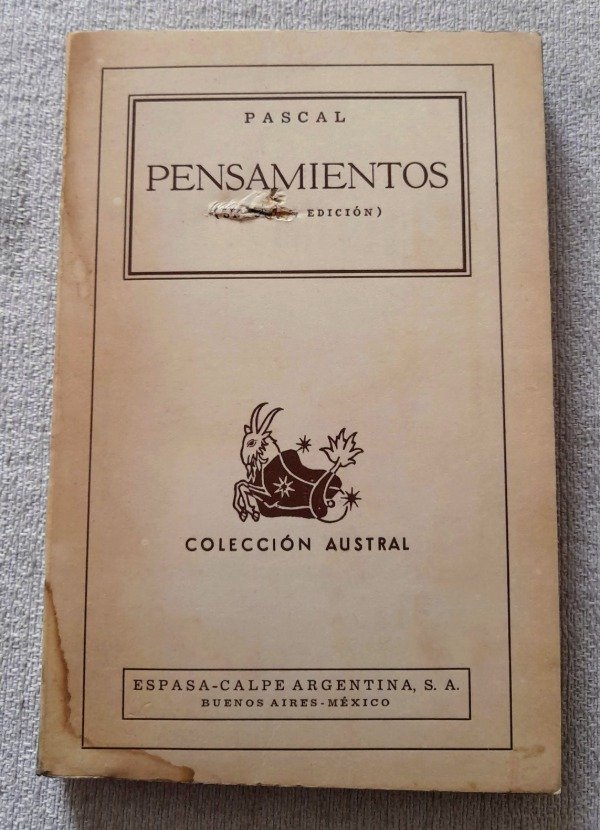 PASCAL
PENSAMIENTOS
EDICIÓN)
COLECCIÓN AUSTRAL
ESPASA-CALPE ARGENTINA, S. A.
BUENOS AIRES-MÉXICO